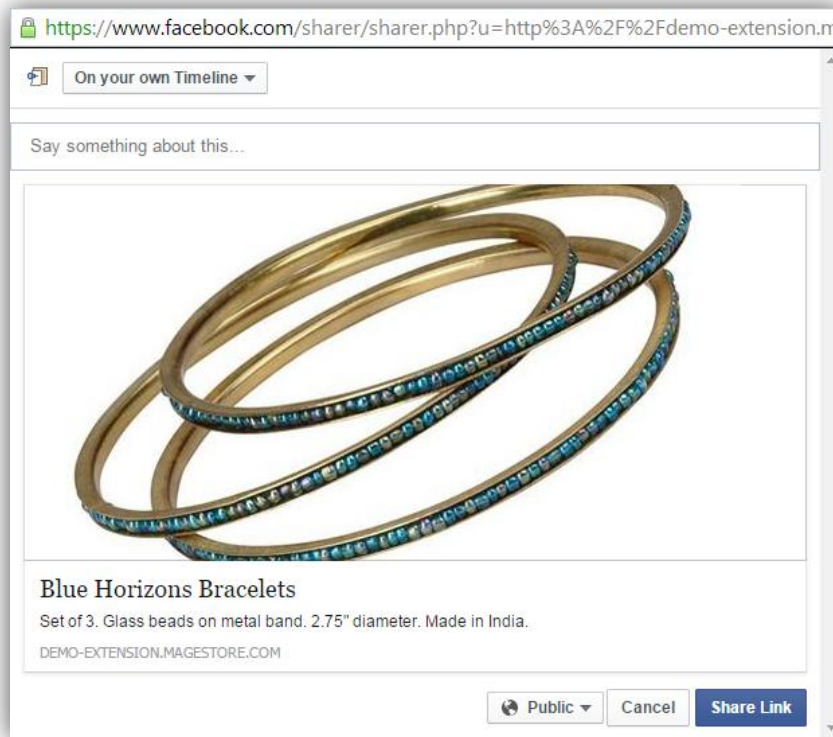 https://www.facebook.com/sharer/sharer.php?u=http%3A%2F%2Fdemo-extension.m
On your own Timeline
Say something about this...
Blue Horizons Bracelets
Set of 3. Glass beads on metal band. 2.75" diameter. Made in India.
DEMO-EXTENSION.MAGESTORE.COM
Public Cancel Share Link